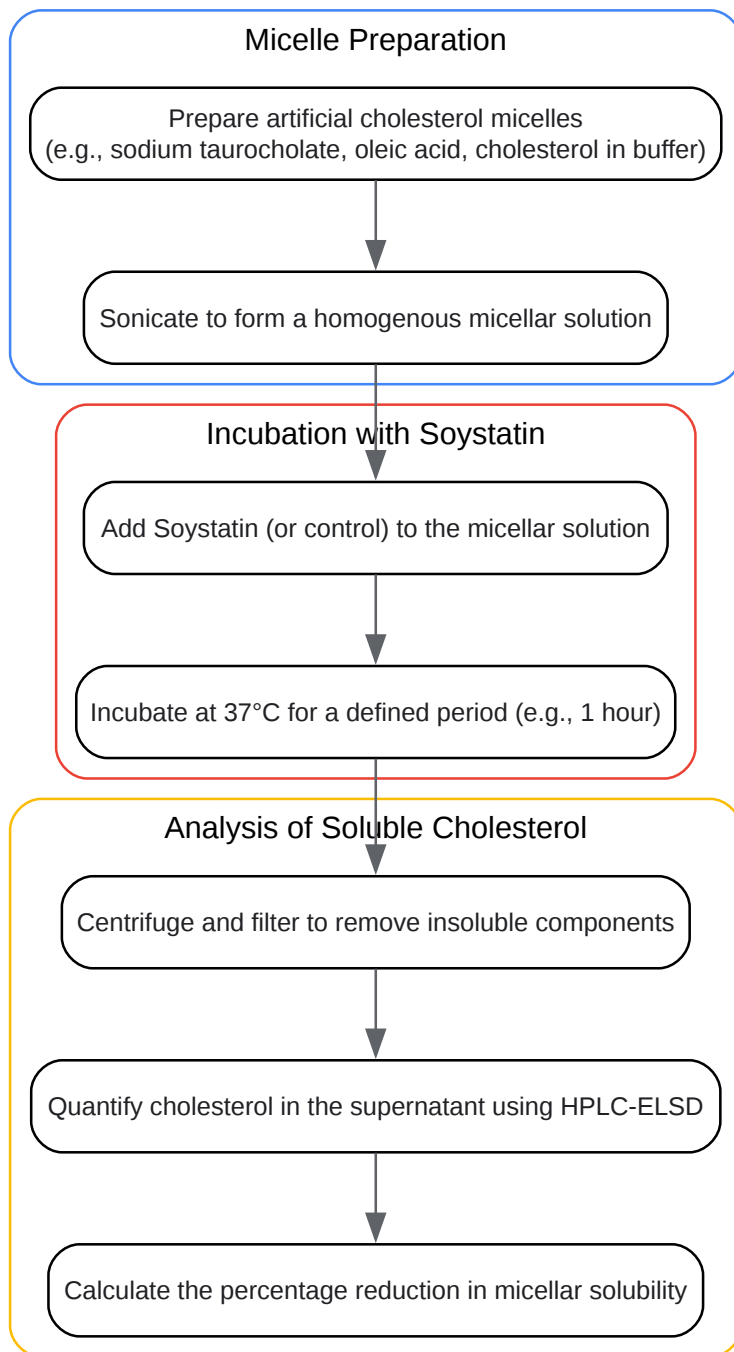 Micelle Preparation
Prepare artificial cholesterol micelles
(e.g., sodium taurocholate, oleic acid, cholesterol in buffer)
Sonicate to form a homogenous micellar solution
Incubation with Soystatin
Add Soystatin (or control) to the micellar solution
Incubate at 37°C for a defined period (e.g., 1 hour)
Analysis of Soluble Cholesterol
Centrifuge and filter to remove insoluble components
Quantify cholesterol in the supernatant using HPLC-ELSD
Calculate the percentage reduction in micellar solubility